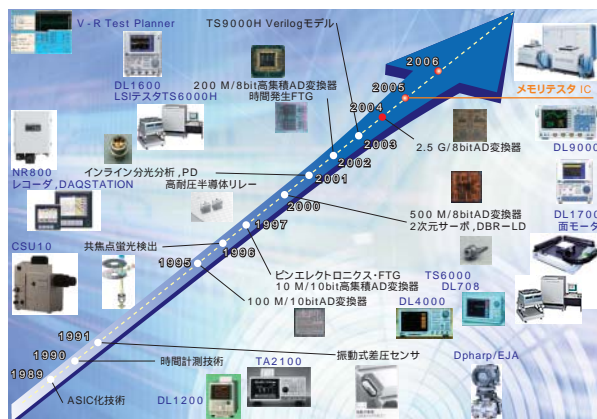 V-R Test Planner
TS9000H Verilogモデル
DL1600
LSIテスタTS6000H
200 M/8bit高集積AD変換器
時間発生FTG
2006
2005
メモリテスタ IC
2004
2.5 G/8bitAD変換器
2003
DL9000
NR800
レコーダ,DAQSTATION
インライン分光分析,PD
高耐圧半導体リレー
2002
2001
2000
500 M/8bitAD変換器
2次元サーボ,DBR-LD
DL1700
面モータ
CSU10
共焦点蛍光検出
1997
1996
1995
ピンエレクトロニクス・FTG
10 M/10bit高集積AD変換器
100 M/10bitAD変換器
TS6000
DL708
DL4000
1991
1990
1989
振動式差圧センサ
時間計測技術
TA2100
Dpharp/EJA
ASIC化技術
DL1200